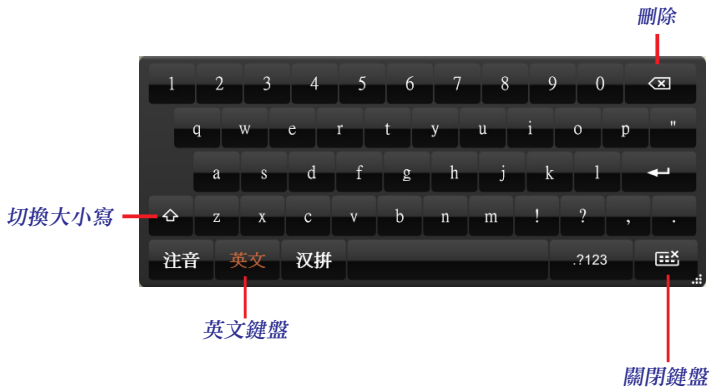 刪除
1 2 3 4 5 6 7 8 9 0
q w e r t y u i o p "
a s d f g h j k l
切換大小寫
z x c v b n m ! ? , .
注音 英文 汉拼 .?123
英文鍵盤
關閉鍵盤